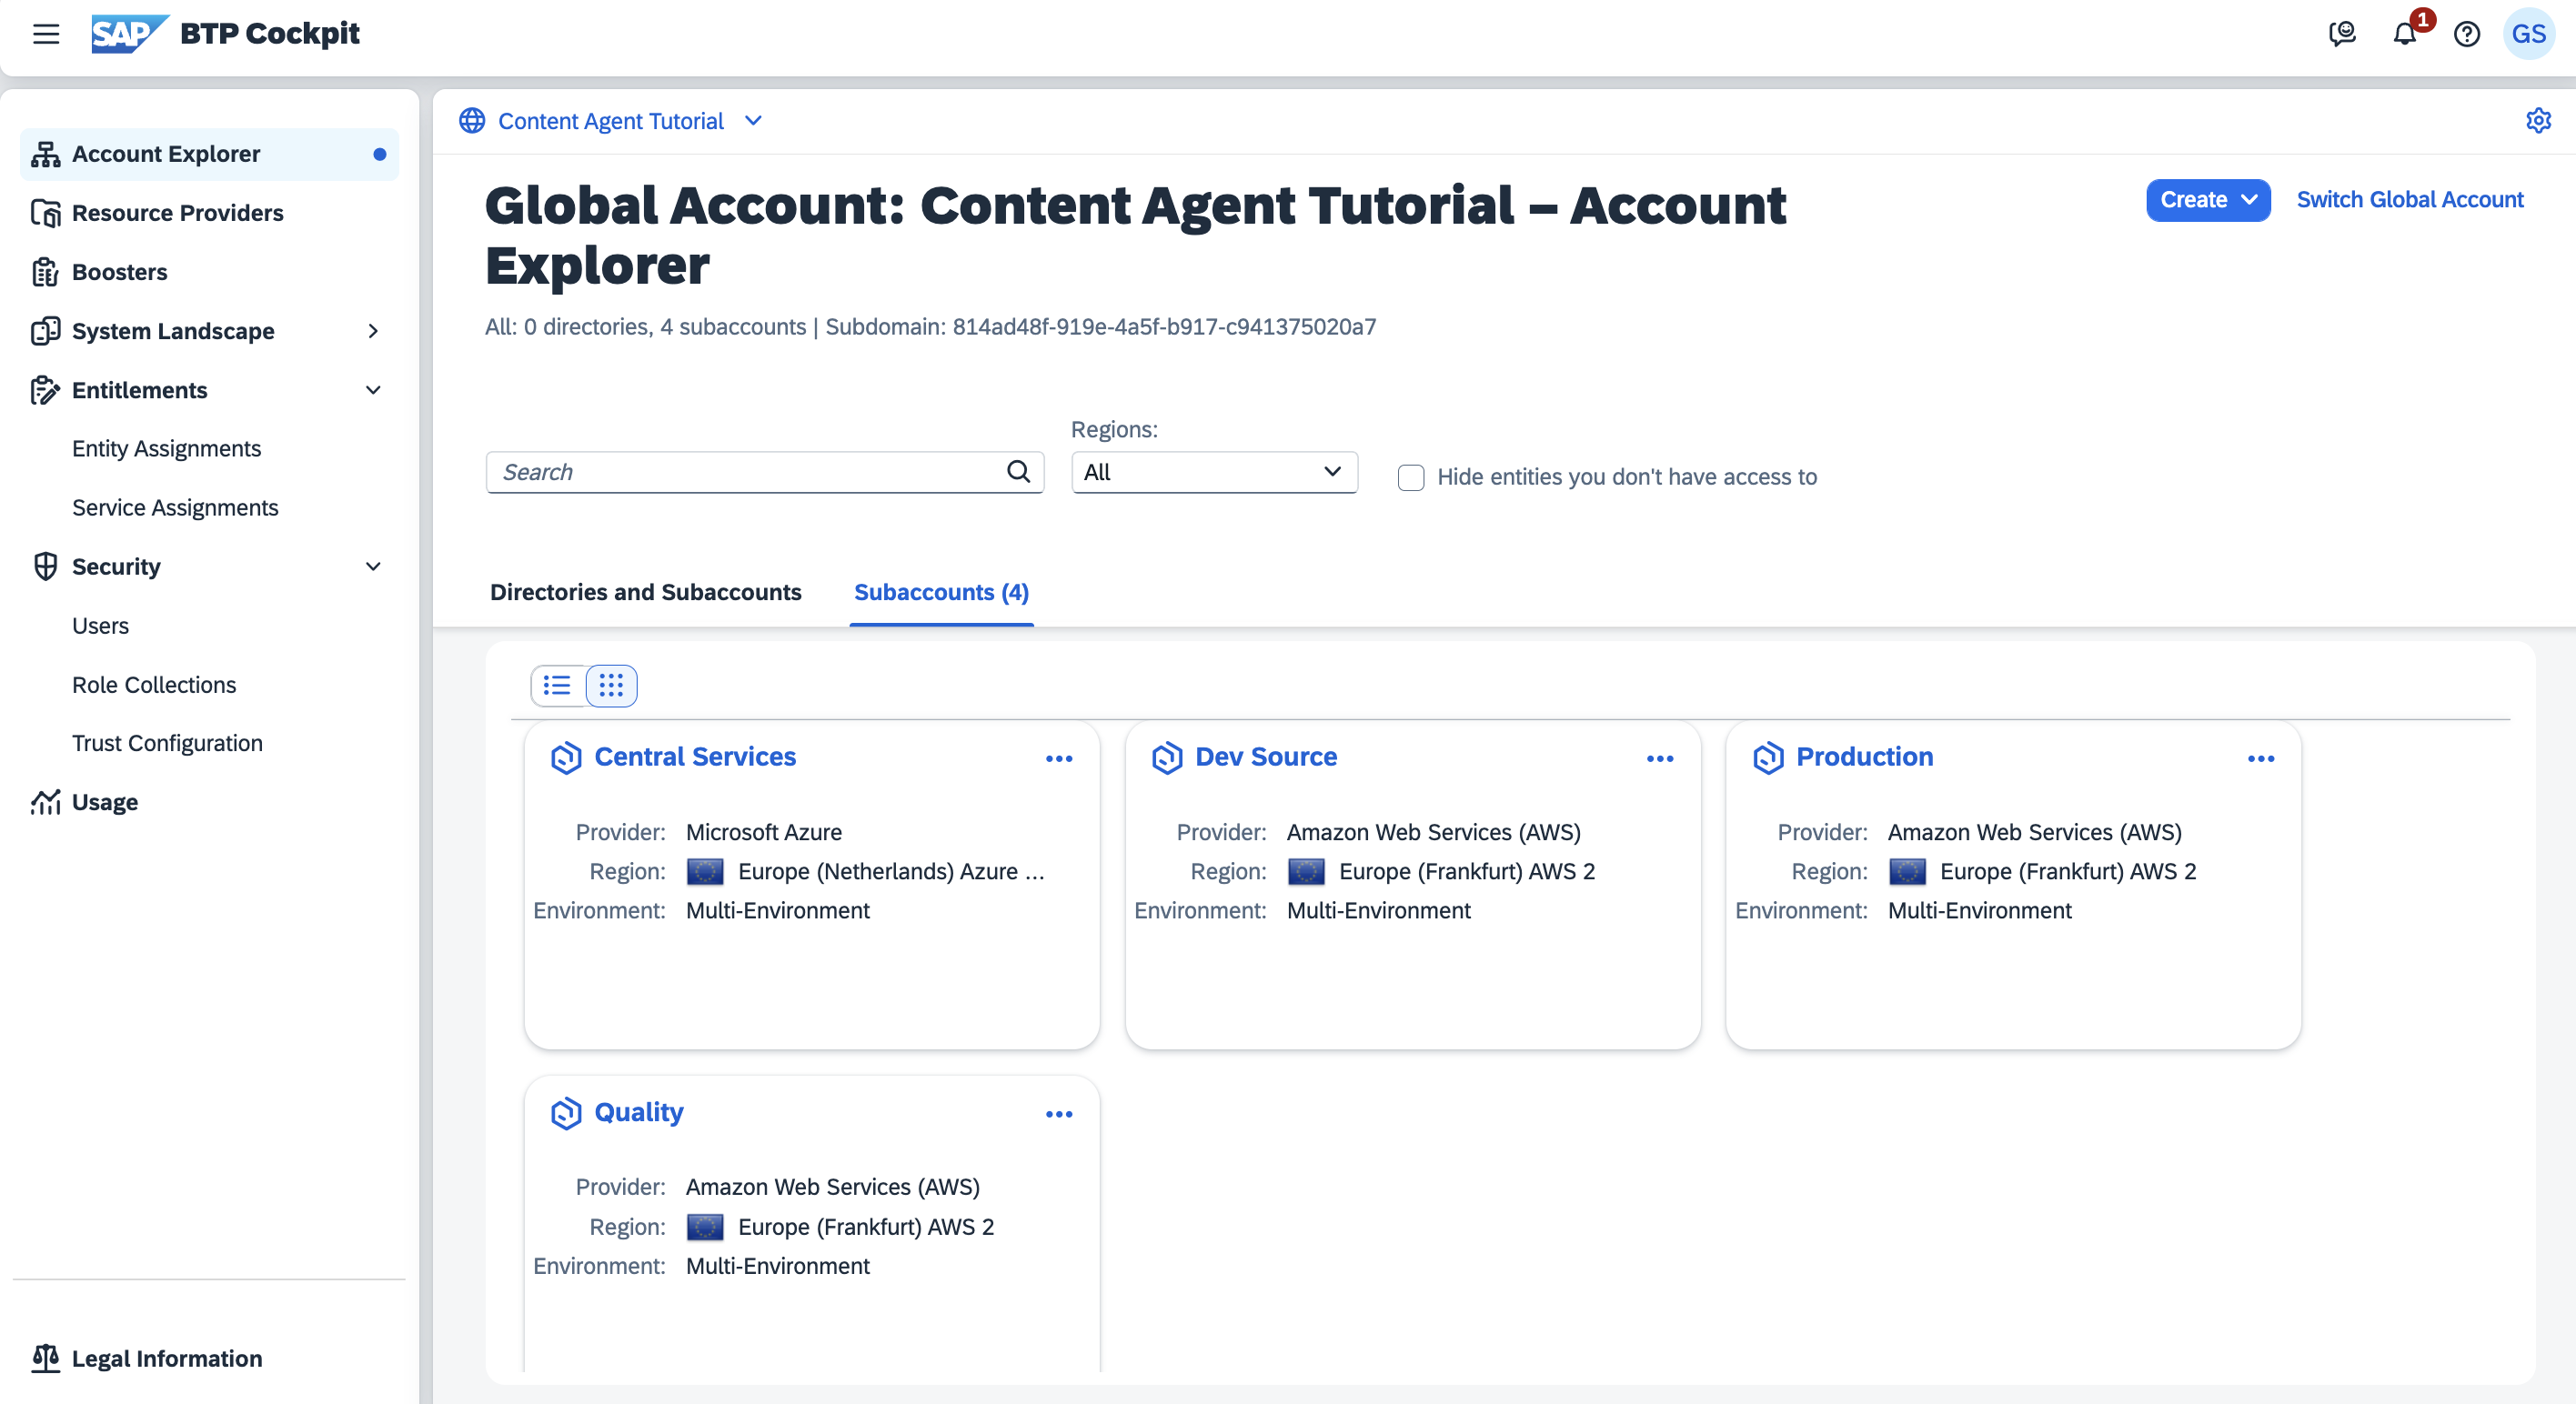 SAP BTP Cockpit
1
GS
Account Explorer
Resource Providers
Boosters
System Landscape
Entitlements
Entity Assignments
Service Assignments
Security
Users
Role Collections
Trust Configuration
Usage
Legal Information
Content Agent Tutorial
Global Account: Content Agent Tutorial – Account
Explorer
Create
Switch Global Account
All: 0 directories, 4 subaccounts | Subdomain: 814ad48f-919e-4a5f-b917-c941375020a7
Regions:
Search
All
Hide entities you don't have access to
Directories and Subaccounts
Subaccounts (4)
Central Services
Provider: Microsoft Azure
Region: Europe (Netherlands) Azure ...
Environment: Multi-Environment
Dev Source
Provider: Amazon Web Services (AWS)
Region: Europe (Frankfurt) AWS 2
Environment: Multi-Environment
Production
Provider: Amazon Web Services (AWS)
Region: Europe (Frankfurt) AWS 2
Environment: Multi-Environment
Quality
Provider: Amazon Web Services (AWS)
Region: Europe (Frankfurt) AWS 2
Environment: Multi-Environment